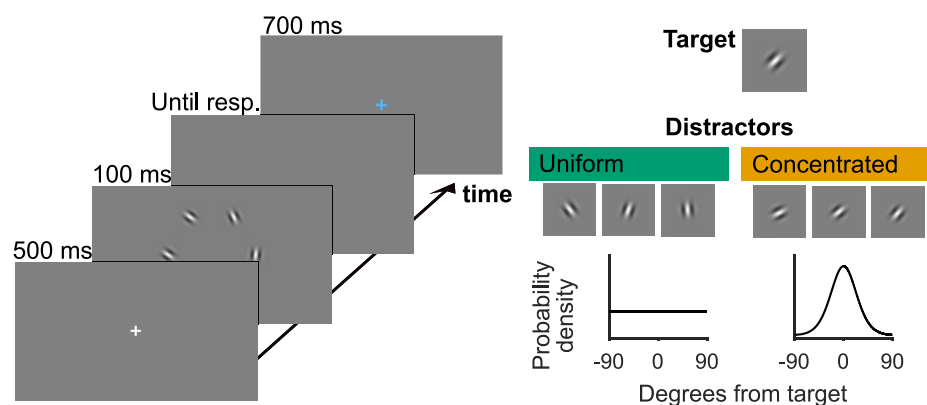 700 ms
Until resp.
100 ms
500 ms
time
Target
Distractors
Uniform
Concentrated
Probability
density
-90 0 90
-90 0 90
Degrees from target